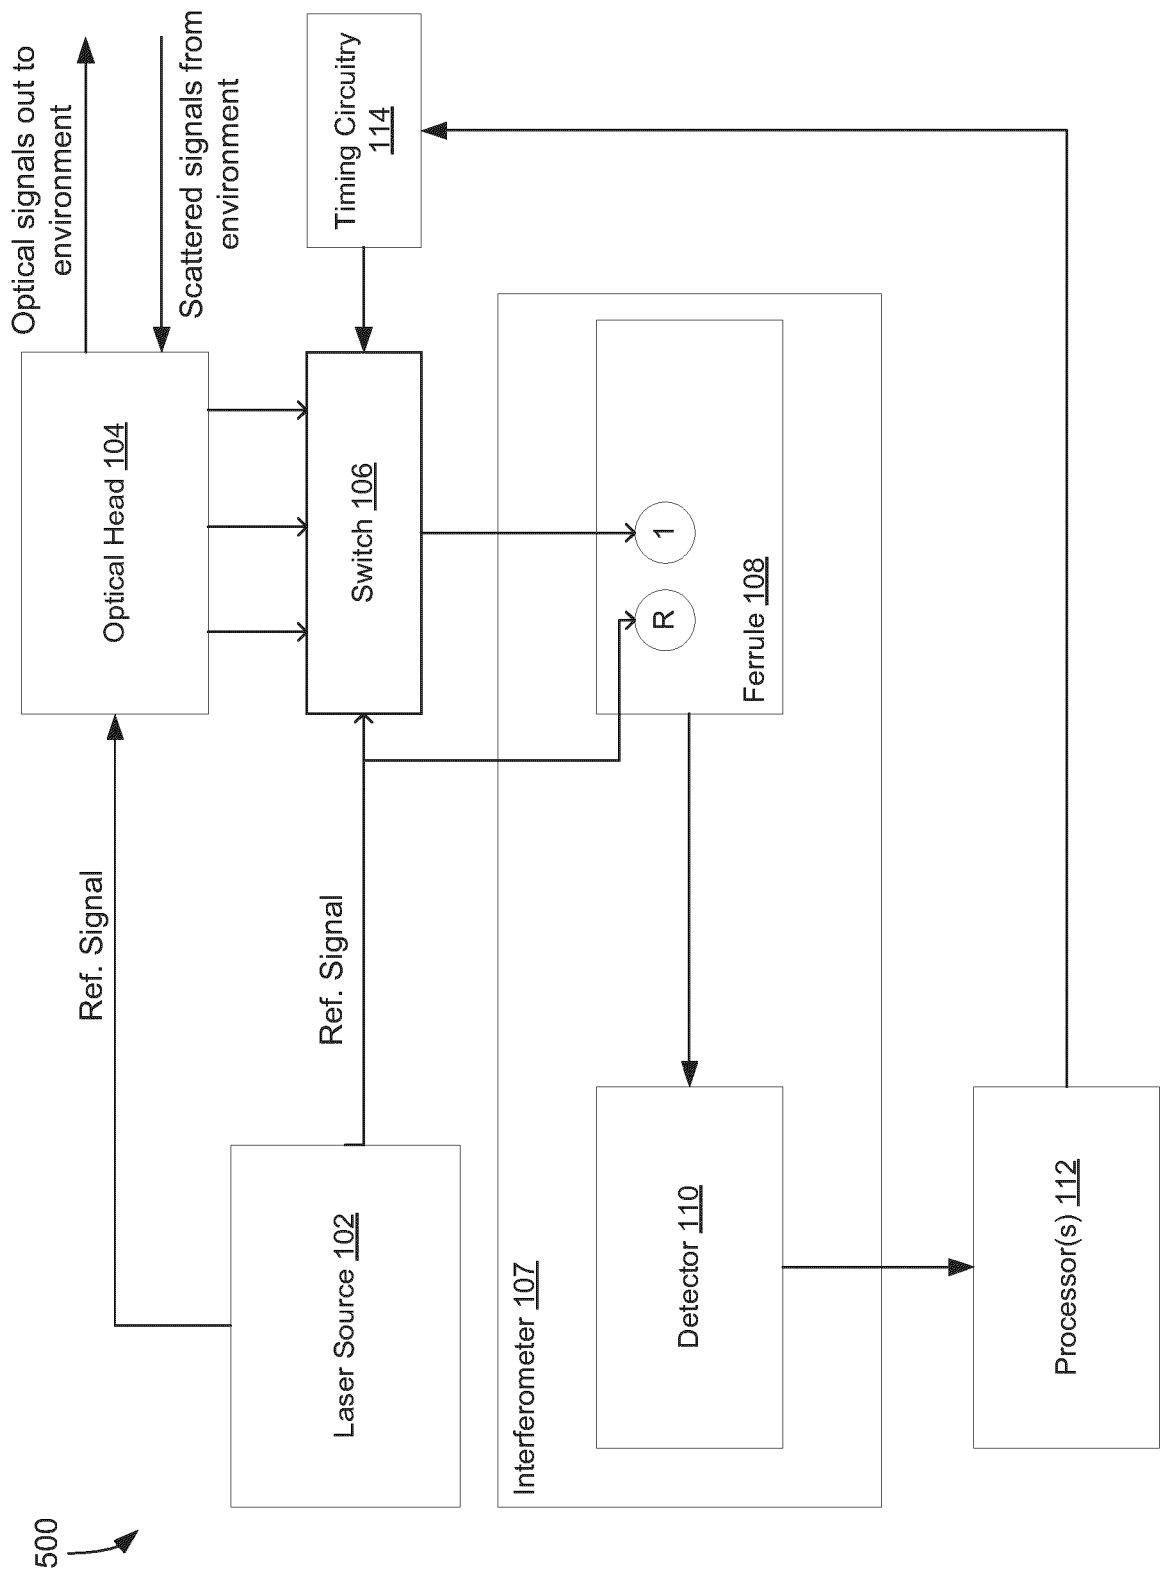 500
Optical signals out to
environment
Scattered signals from
environment
Ref. Signal
Optical Head 104
Laser Source 102
Ref. Signal
Switch 106
Timing Circuitry
114
Interferometer 107
Detector 110
R
1
Ferrule 108
Processor(s) 112